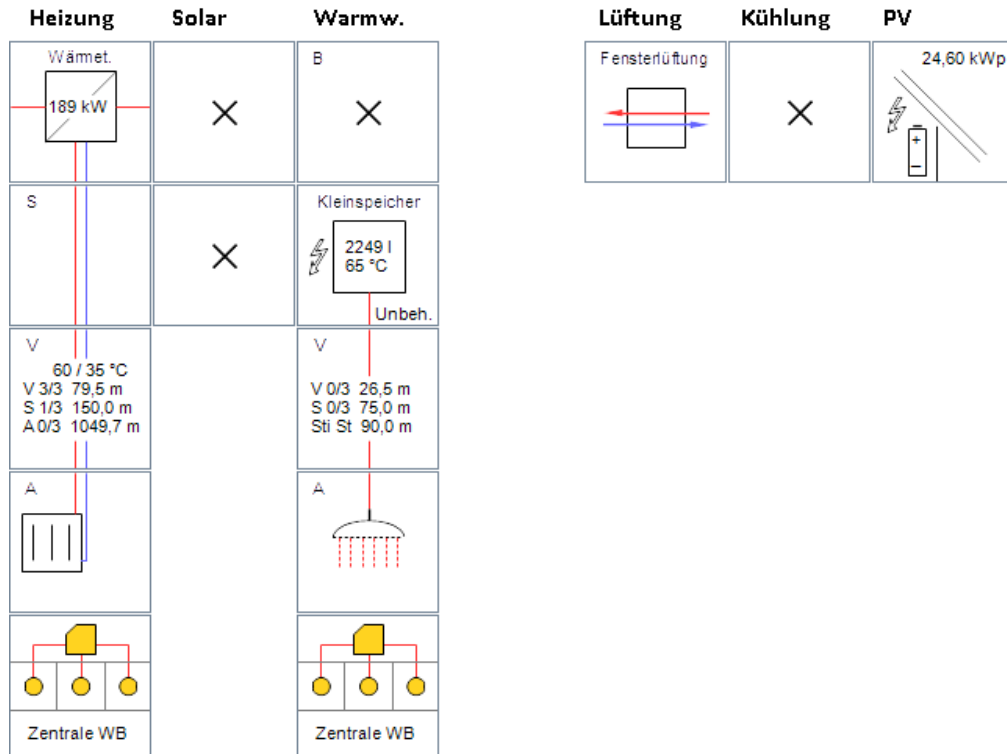 Heizung Solar Warmw. Lüftung Kühlung PV
Wärmet.
189 kW
B
Fensterlüftung
24,60 kWp
+
−
S
Kleinspeicher
2249 l
65 °C
Unbeh.
V
60 / 35 °C
V 3/3 79,5 m
S 1/3 150,0 m
A 0/3 1049,7 m
V
V 0/3 26,5 m
S 0/3 75,0 m
Sti St 90,0 m
A
A
Zentrale WB
Zentrale WB